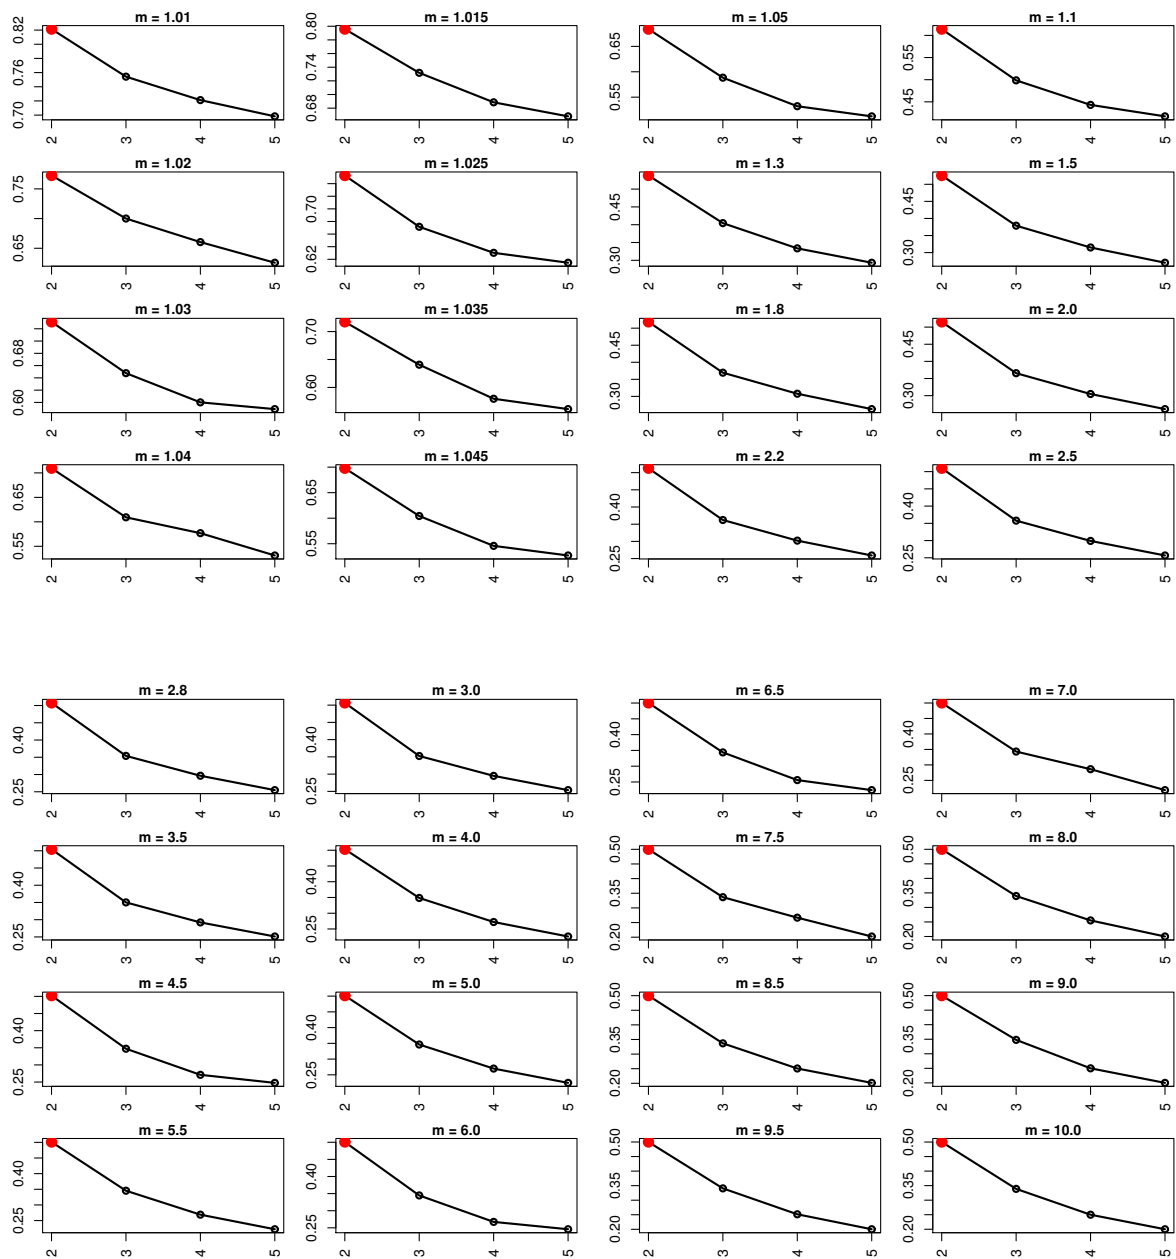 m = 1.01
0.70 0.76 0.82
2 3 4 5
m = 1.015
0.68 0.74 0.80
2 3 4 5
m = 1.05
0.55 0.65
2 3 4 5
m = 1.1
0.45 0.55
2 3 4 5
m = 1.02
0.65 0.75
2 3 4 5
m = 1.025
0.62 0.70
2 3 4 5
m = 1.3
0.30 0.45
2 3 4 5
m = 1.5
0.30 0.45
2 3 4 5
m = 1.03
0.60 0.68
2 3 4 5
m = 1.035
0.60 0.70
2 3 4 5
m = 1.8
0.30 0.45
2 3 4 5
m = 2.0
0.30 0.45
2 3 4 5
m = 1.04
0.55 0.65
2 3 4 5
m = 1.045
0.55 0.65
2 3 4 5
m = 2.2
0.25 0.40
2 3 4 5
m = 2.5
0.25 0.40
2 3 4 5
m = 2.8
0.25 0.40
2 3 4 5
m = 3.0
0.25 0.40
2 3 4 5
m = 6.5
0.25 0.40
2 3 4 5
m = 7.0
0.25 0.40
2 3 4 5
m = 3.5
0.25 0.40
2 3 4 5
m = 4.0
0.25 0.40
2 3 4 5
m = 7.5
0.20 0.35 0.50
2 3 4 5
m = 8.0
0.20 0.35 0.50
2 3 4 5
m = 4.5
0.25 0.40
2 3 4 5
m = 5.0
0.25 0.40
2 3 4 5
m = 8.5
0.20 0.35 0.50
2 3 4 5
m = 9.0
0.20 0.35 0.50
2 3 4 5
m = 5.5
0.25 0.40
2 3 4 5
m = 6.0
0.25 0.40
2 3 4 5
m = 9.5
0.20 0.35 0.50
2 3 4 5
m = 10.0
0.20 0.35 0.50
2 3 4 5